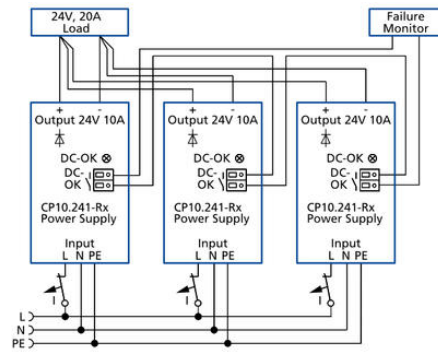 24V, 20A
Load
Failure
Monitor
+ -
Output 24V 10A
DC-OK
DC-
OK
CP10.241-Rx
Power Supply
Input
L N PE
I
+ -
Output 24V 10A
DC-OK
DC-
OK
CP10.241-Rx
Power Supply
Input
L N PE
I
+ -
Output 24V 10A
DC-OK
DC-
OK
CP10.241-Rx
Power Supply
Input
L N PE
I
L
N
PE